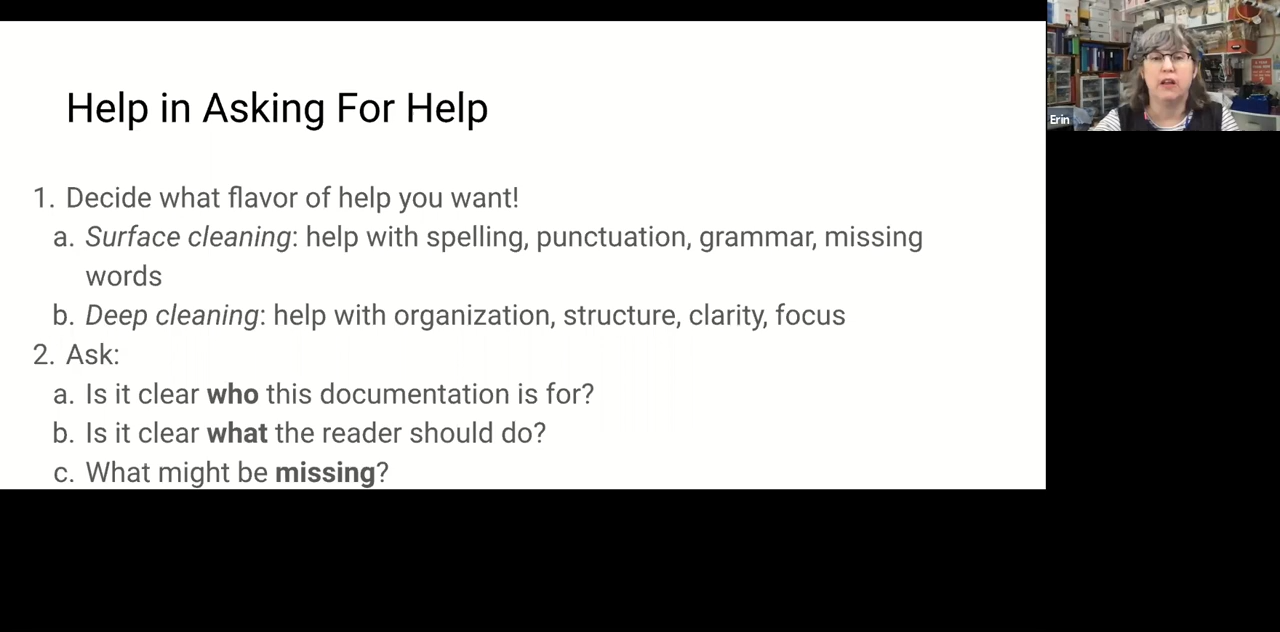 Help in Asking For Help
1. Decide what flavor of help you want!
a. Surface cleaning: help with spelling, punctuation, grammar, missing
words
b. Deep cleaning: help with organization, structure, clarity, focus
2. Ask:
a. Is it clear who this documentation is for?
b. Is it clear what the reader should do?
c. What might be missing?
Erin